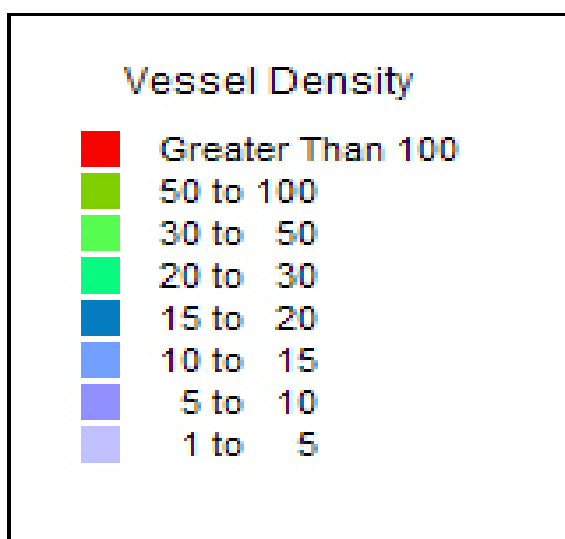 Vessel Density
Greater Than 100
50 to 100
30 to 50
20 to 30
15 to 20
10 to 15
5 to 10
1 to 5